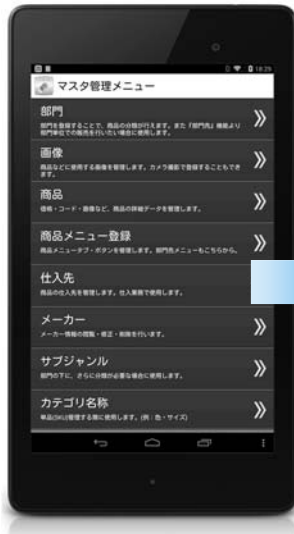 18:29
マスタ管理メニュー
部門
部門を登録することで、商品の分類が行えます。また「部門売」機能より
部門単位での販売を行いたい場合に使用します。
画像
商品などに使用する画像を管理します。カメラ撮影で登録することもでき
ます。
商品
価格・コード・画像など、商品の詳細データを管理します。
商品メニュー登録
商品メニュータブ・ボタンを管理します。部門売メニューもこちらから。
仕入先
商品の仕入先を管理します。仕入業務で使用します。
メーカー
メーカー情報の閲覧・修正・削除を行います。
サブジャンル
部門の下に、さらに分類が必要な場合に使用します。
カテゴリ名称
単品(SKU)管理する際に使用します。(例:色・サイズ)